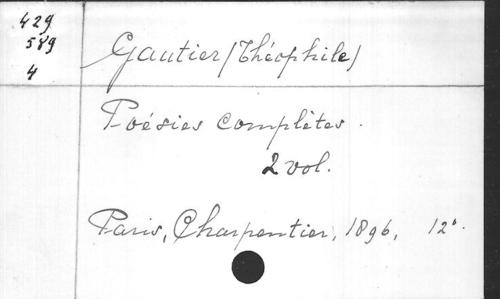 429
589
4
Gautier (Théophile)
Poésies complètes.
2 vol.
Paris, Charpentier, 1896, 12°.